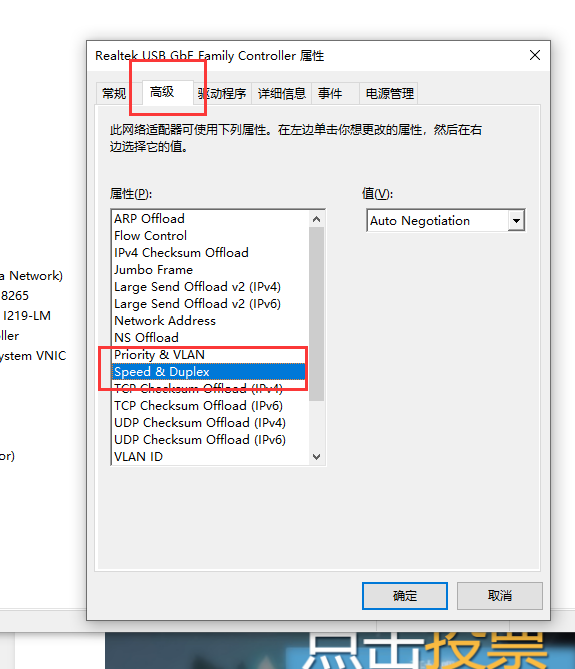 Realtek USB GbE Family Controller 属性
常规
高级
驱动程序
详细信息
事件
电源管理
此网络适配器可使用下列属性。在左边单击你想更改的属性，然后在右
边选择它的值。
属性(P):
值(V):
ARP Offload
Flow Control
IPv4 Checksum Offload
Jumbo Frame
Large Send Offload v2 (IPv4)
Large Send Offload v2 (IPv6)
Network Address
NS Offload
Priority & VLAN
Speed & Duplex
TCP Checksum Offload (IPv4)
TCP Checksum Offload (IPv6)
UDP Checksum Offload (IPv4)
UDP Checksum Offload (IPv6)
VLAN ID
Auto Negotiation
a Network)
8265
I219-LM
ller
ystem VNIC
or)
确定
取消
点击投票